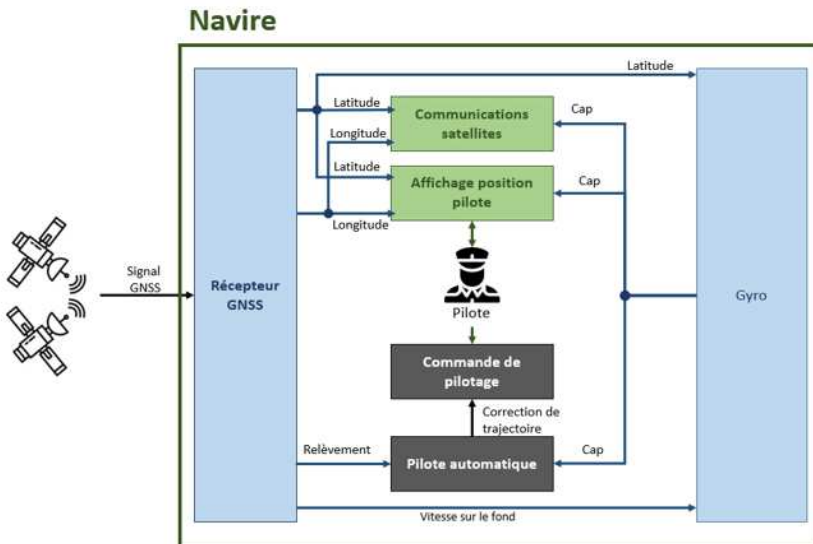 Navire
Latitude
Latitude
Communications
satellites
Cap
Longitude
Latitude
Affichage position
pilote
Cap
Longitude
Signal
GNSS
Récepteur
GNSS
Pilote
Gyro
Commande de
pilotage
Correction de
trajectoire
Relèvement
Pilote automatique
Cap
Vitesse sur le fond